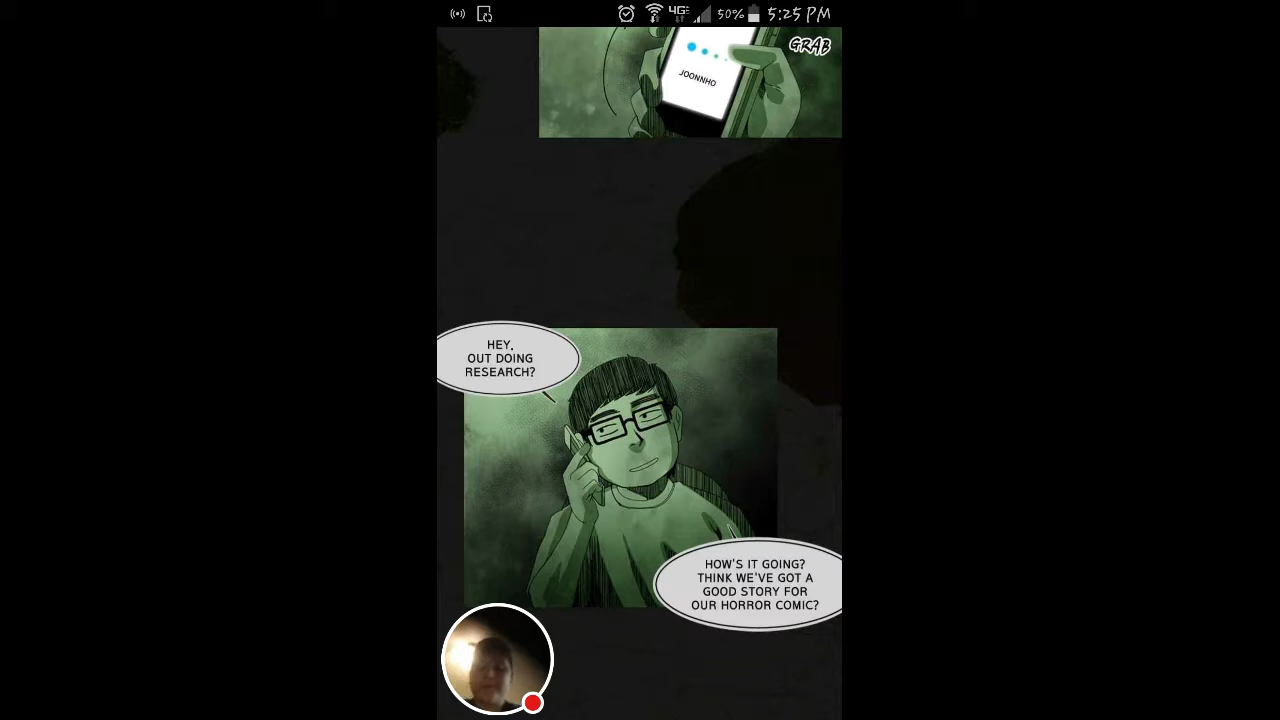 4G 50% 5:25 PM
GRAB
JOONNHO
HEY.
OUT DOING
RESEARCH?
HOW'S IT GOING?
THINK WE'VE GOT A
GOOD STORY FOR
OUR HORROR COMIC?